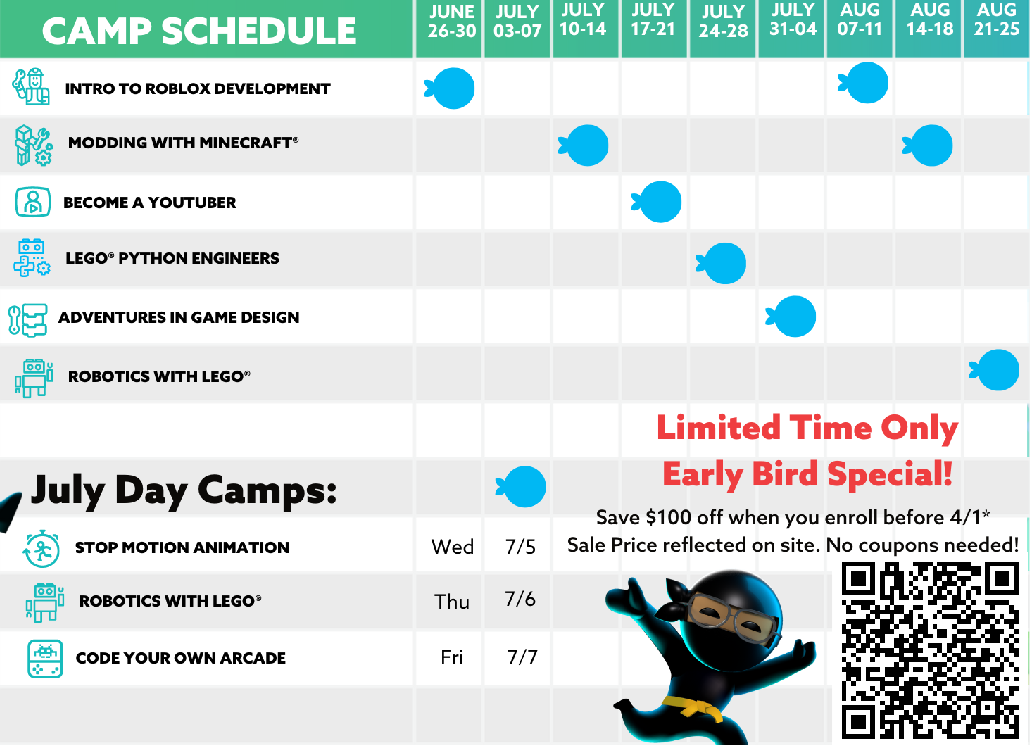 CAMP SCHEDULE
JUNE 26-30
JULY 03-07
JULY 10-14
JULY 17-21
JULY 24-28
JULY 31-04
AUG 07-11
AUG 14-18
AUG 21-25
INTRO TO ROBLOX DEVELOPMENT
MODDING WITH MINECRAFT®
BECOME A YOUTUBER
LEGO® PYTHON ENGINEERS
ADVENTURES IN GAME DESIGN
ROBOTICS WITH LEGO®
Limited Time Only
Early Bird Special!
Save $100 off when you enroll before 4/1*
Sale Price reflected on site. No coupons needed!
July Day Camps:
STOP MOTION ANIMATION Wed 7/5
ROBOTICS WITH LEGO® Thu 7/6
CODE YOUR OWN ARCADE Fri 7/7